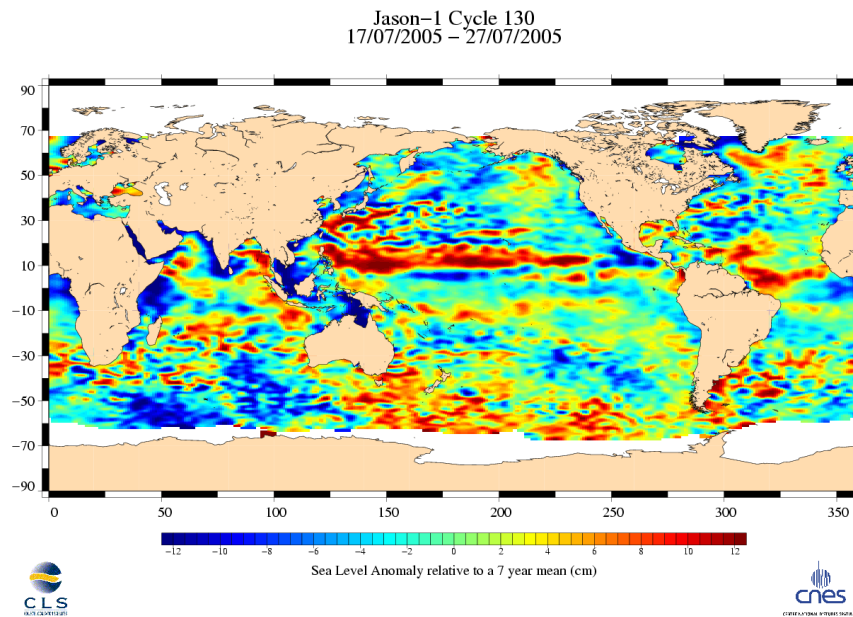 Jason−1 Cycle 130
17/07/2005 − 27/07/2005
90
70
50
30
10
−10
−30
−50
−70
−90
0 50 100 150 200 250 300 350
−12 −10 −8 −6 −4 −2 0 2 4 6 8 10 12
Sea Level Anomaly relative to a 7 year mean (cm)
CLS
cnes